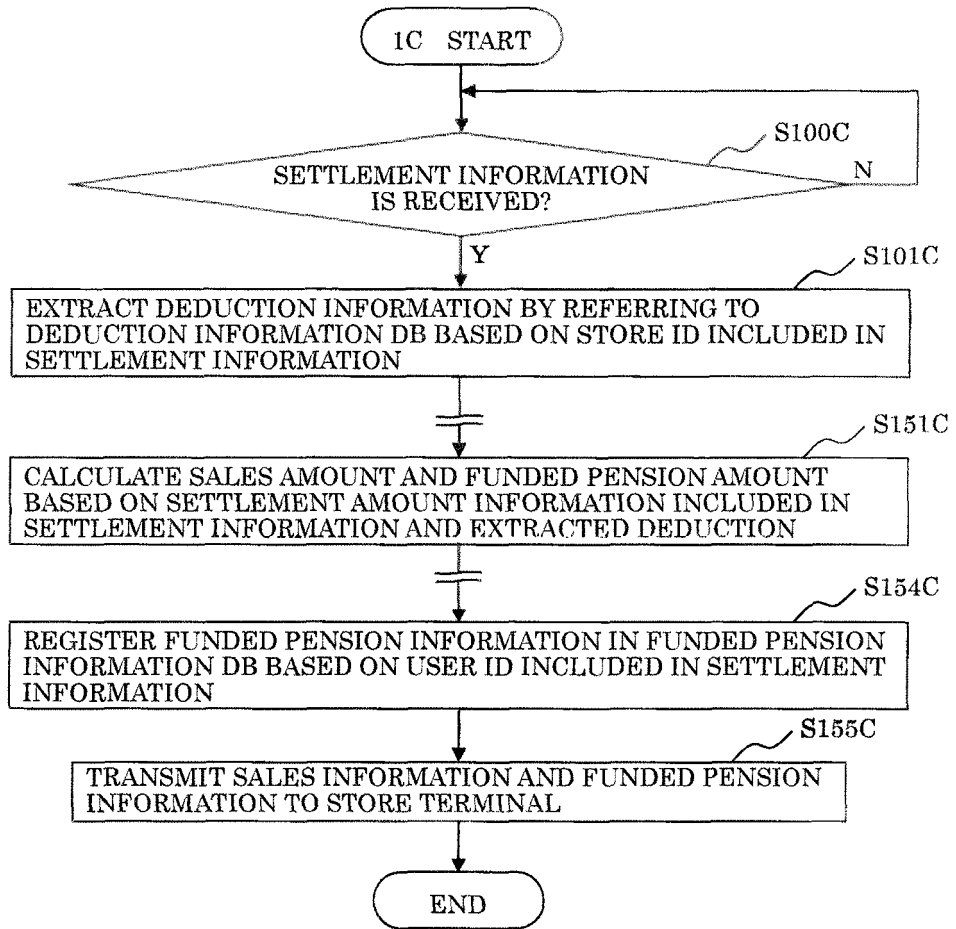 1C START
S100C
SETTLEMENT INFORMATION
IS RECEIVED?
N
Y
S101C
EXTRACT DEDUCTION INFORMATION BY REFERRING TO
DEDUCTION INFORMATION DB BASED ON STORE ID INCLUDED IN
SETTLEMENT INFORMATION
S151C
CALCULATE SALES AMOUNT AND FUNDED PENSION AMOUNT
BASED ON SETTLEMENT AMOUNT INFORMATION INCLUDED IN
SETTLEMENT INFORMATION AND EXTRACTED DEDUCTION
S154C
REGISTER FUNDED PENSION INFORMATION IN FUNDED PENSION
INFORMATION DB BASED ON USER ID INCLUDED IN SETTLEMENT
INFORMATION
S155C
TRANSMIT SALES INFORMATION AND FUNDED PENSION
INFORMATION TO STORE TERMINAL
END